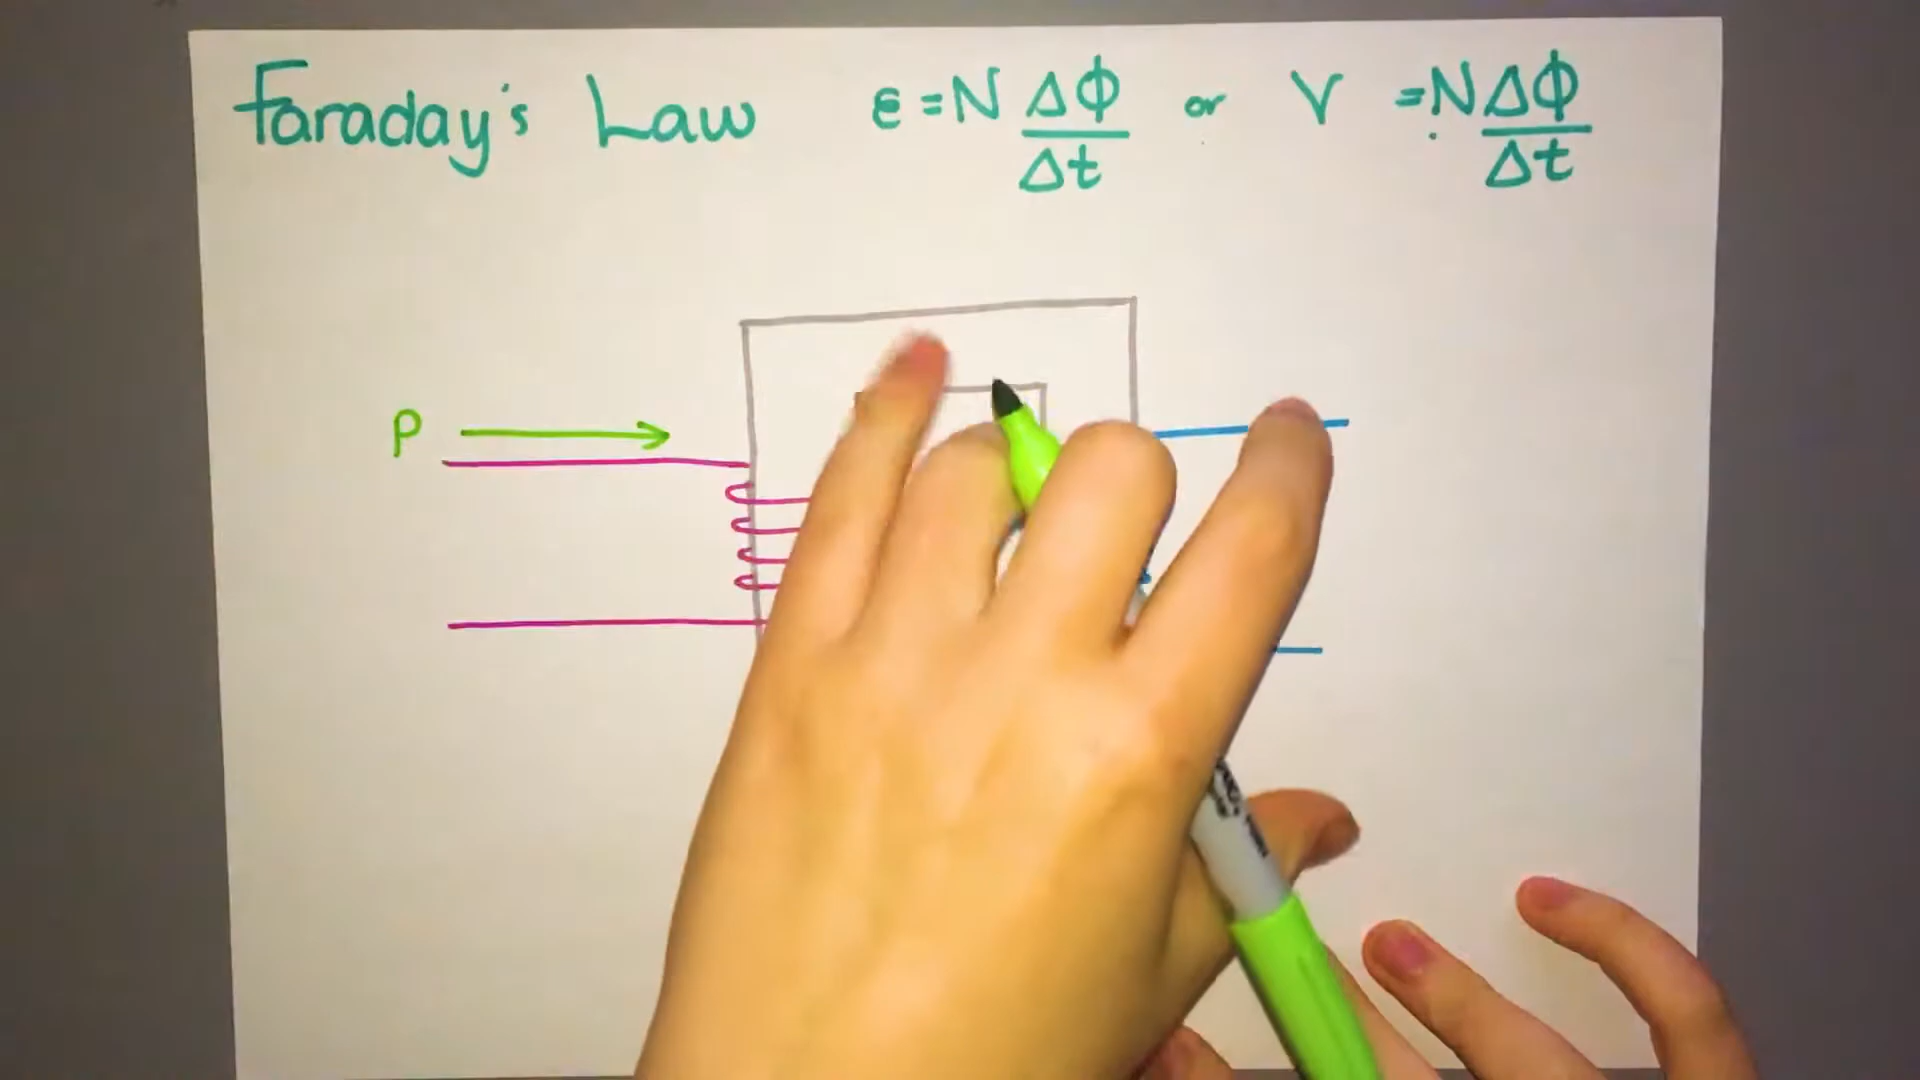 Faraday's Law ε = N ΔΦ/Δt or V = N ΔΦ/Δt
P